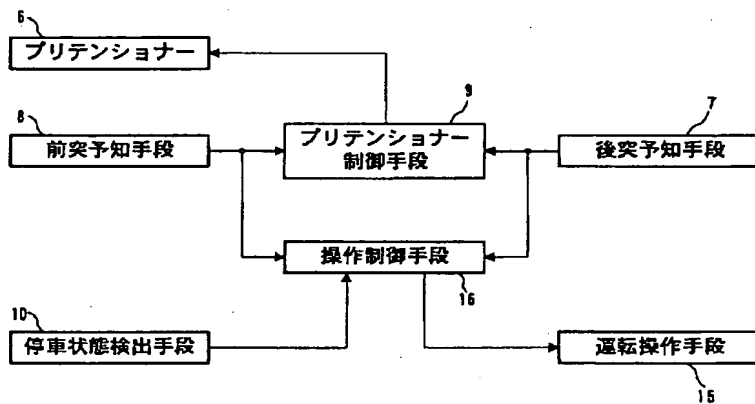 6
プリテンショナー
8
前突予知手段
9
プリテンショナー
制御手段
7
後突予知手段
操作制御手段
16
10
停車状態検出手段
運転操作手段
15